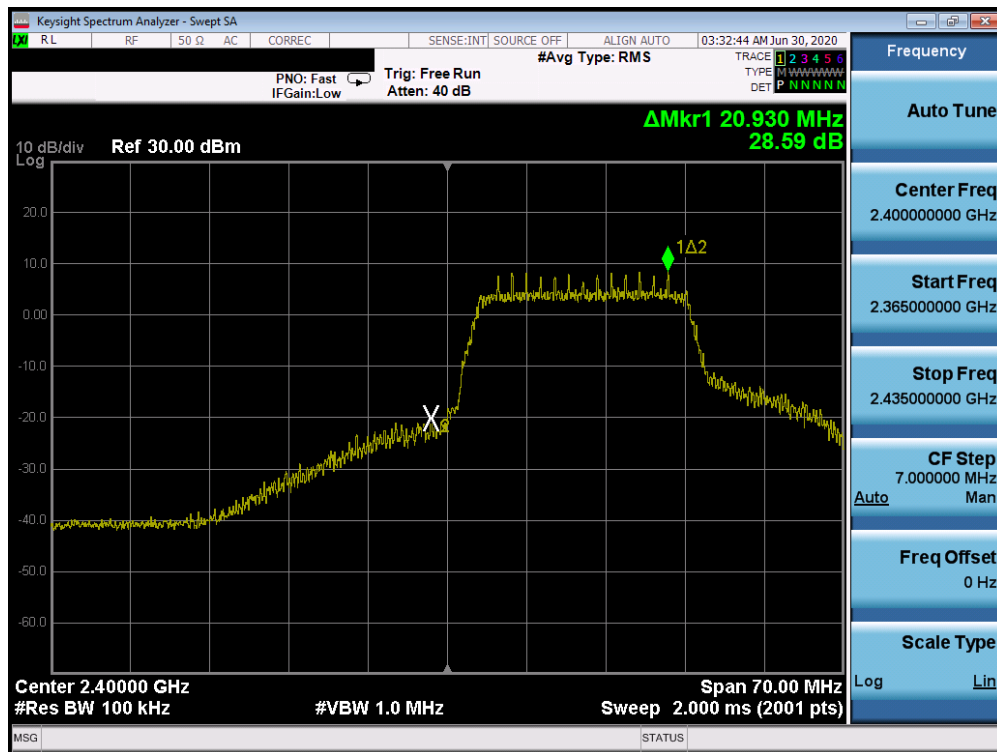 Keysight Spectrum Analyzer - Swept SA
LXI RL RF 50 Ω AC CORREC SENSE:INT SOURCE OFF ALIGN AUTO 03:32:44 AM Jun 30, 2020
#Avg Type: RMS
TRACE 1 2 3 4 5 6
TYPE M WWWWW
DET P N N N N N
PNO: Fast
IFGain:Low
Trig: Free Run
Atten: 40 dB
ΔMkr1 20.930 MHz
28.59 dB
10 dB/div
Log
Ref 30.00 dBm
20.0
10.0
0.00
-10.0
-20.0
-30.0
-40.0
-50.0
-60.0
1Δ2
X
2
Center 2.40000 GHz
Span 70.00 MHz
#Res BW 100 kHz
#VBW 1.0 MHz
Sweep 2.000 ms (2001 pts)
MSG
STATUS
Frequency
Auto Tune
Center Freq
2.400000000 GHz
Start Freq
2.365000000 GHz
Stop Freq
2.435000000 GHz
CF Step
7.000000 MHz
Auto Man
Freq Offset
0 Hz
Scale Type
Log Lin